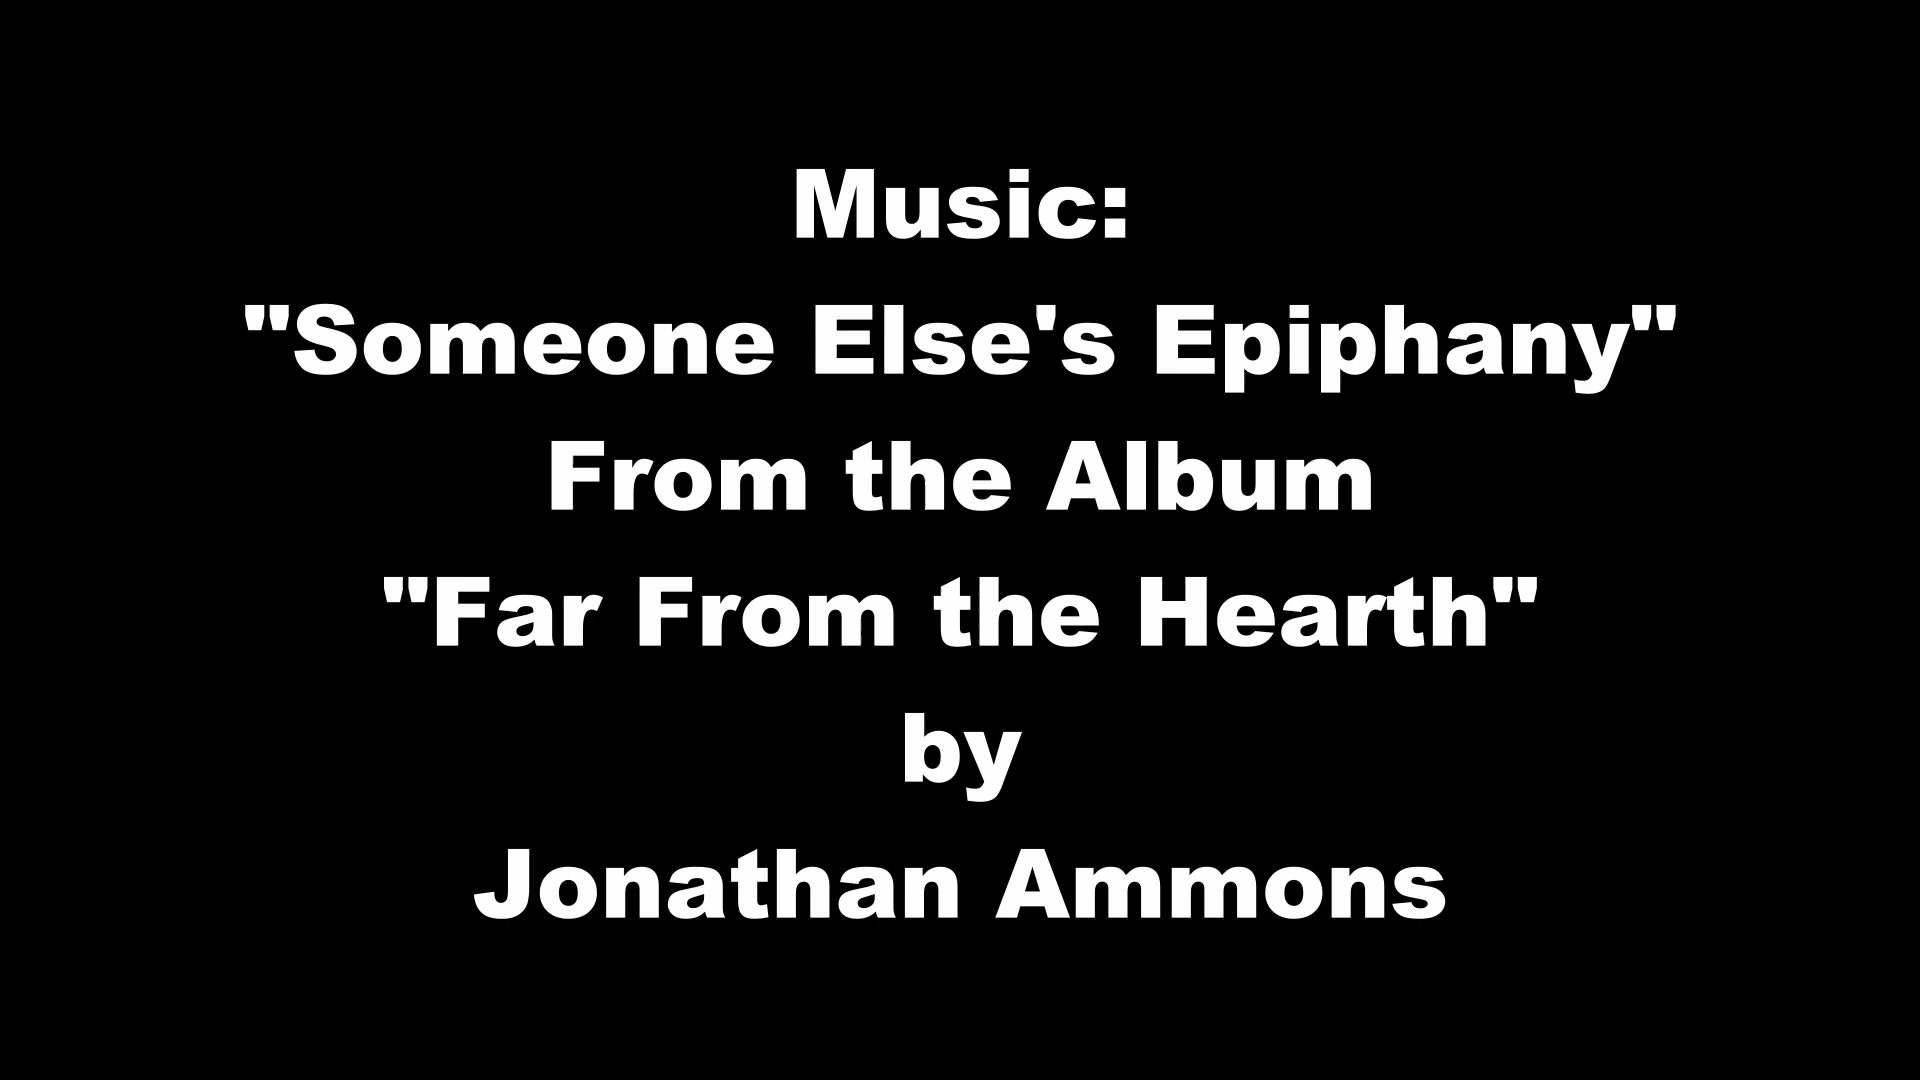 Music:
"Someone Else's Epiphany"
From the Album
"Far From the Hearth"
by
Jonathan Ammons